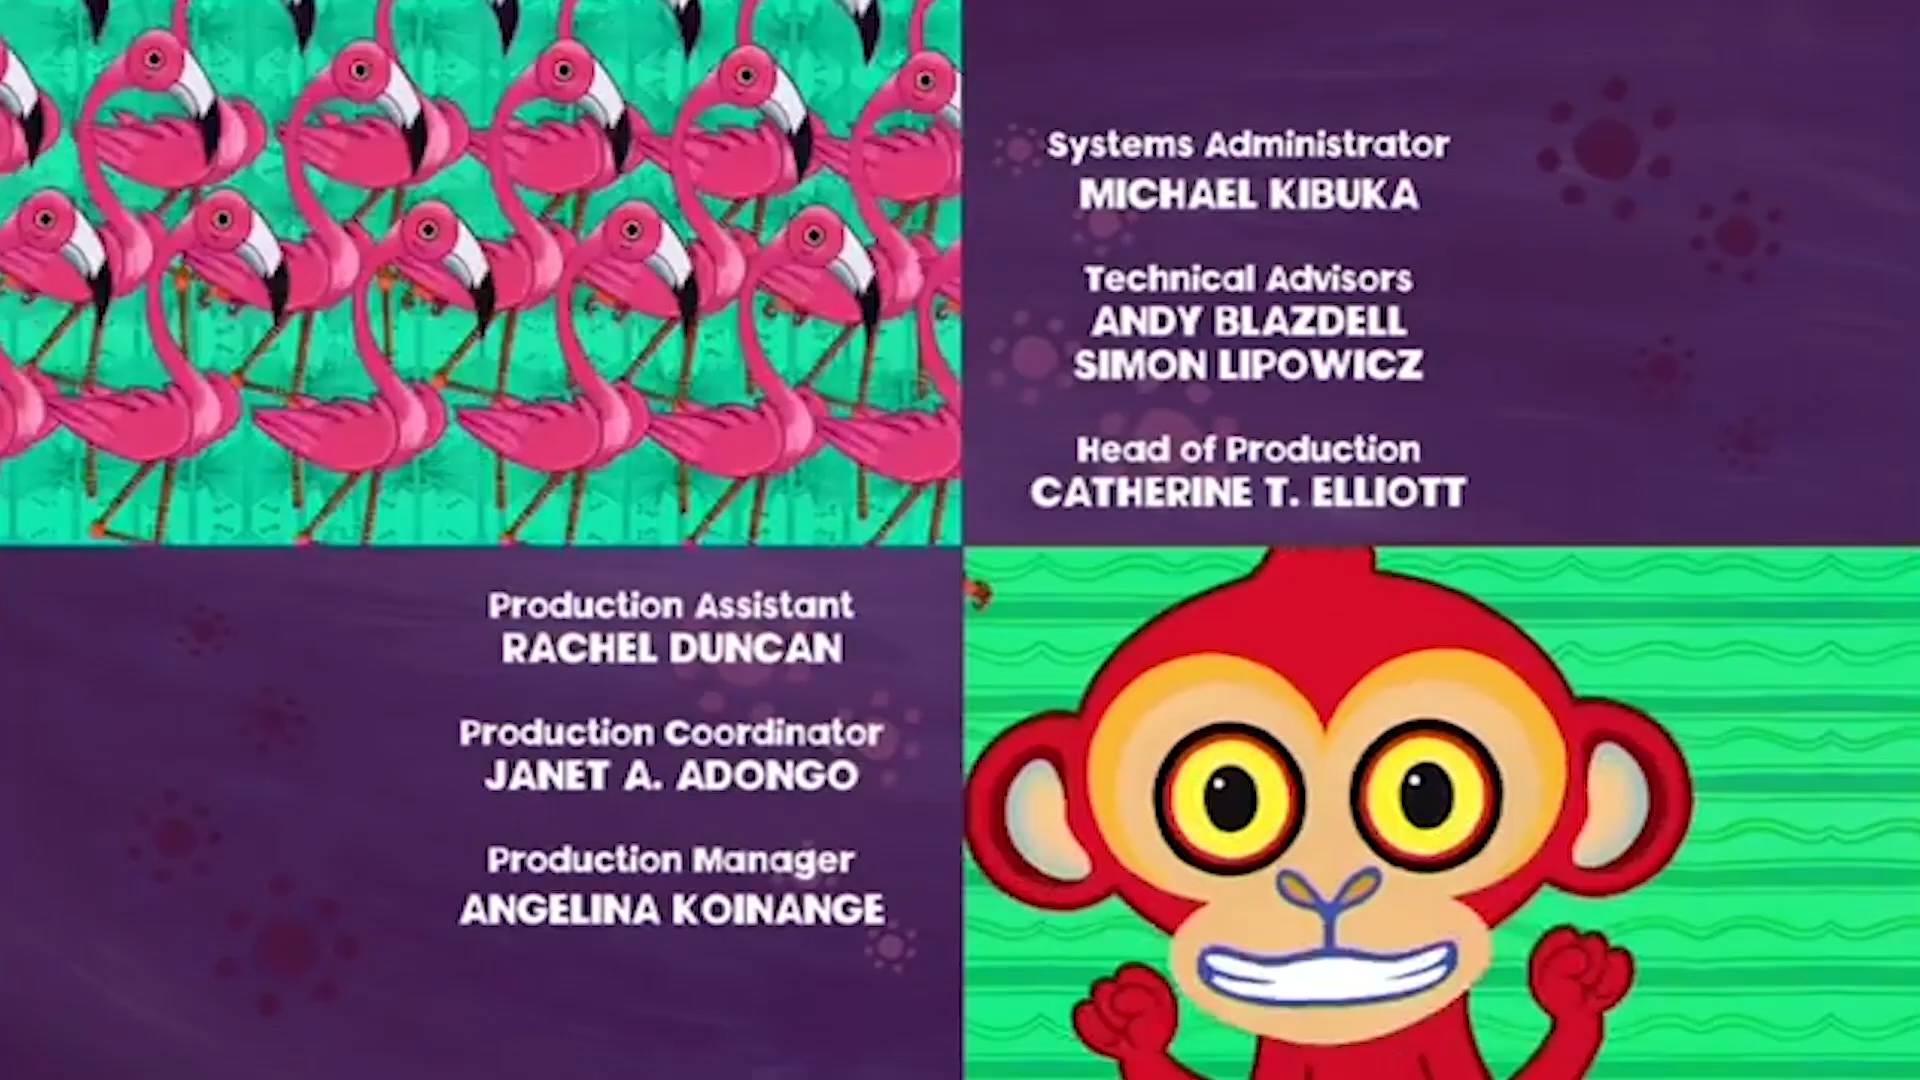 Systems Administrator
MICHAEL KIBUKA
Technical Advisors
ANDY BLAZDELL
SIMON LIPOWICZ
Head of Production
CATHERINE T. ELLIOTT
Production Assistant
RACHEL DUNCAN
Production Coordinator
JANET A. ADONGO
Production Manager
ANGELINA KOINANGE